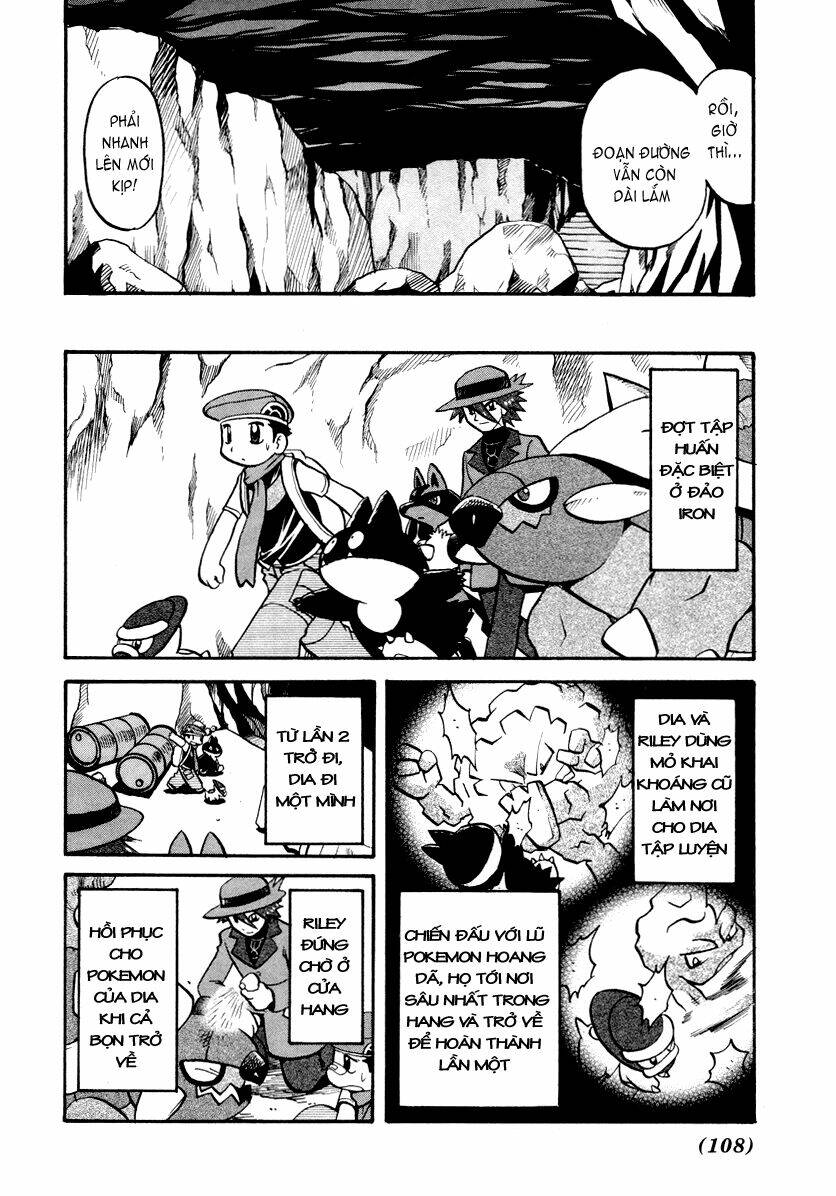 RỒI,
GIỜ
THÌ...
ĐOẠN ĐƯỜNG
VẪN CÒN
DÀI LẮM
PHẢI
NHANH
LÊN MỚI
KỊP!
ĐỢT TẬP
HUẤN
ĐẶC BIỆT
Ở ĐẢO
IRON
DIA VÀ
RILEY DÙNG
MỎ KHAI
KHOÁNG CŨ
LÀM NƠI
CHO DIA
TẬP LUYỆN
CHIẾN ĐẤU VỚI LŨ
POKEMON HOANG
DÃ, HỌ TỚI NƠI
SÂU NHẤT TRONG
HANG VÀ TRỞ VỀ
ĐỂ HOÀN THÀNH
LẦN MỘT
TỪ LẦN 2
TRỞ ĐI,
DIA ĐI
MỘT MÌNH
RILEY
ĐỨNG
CHỜ Ở
CỬA
HANG
HỒI PHỤC
CHO
POKEMON
CỦA DIA
KHI CẢ
BỌN TRỞ
VỀ
(108)